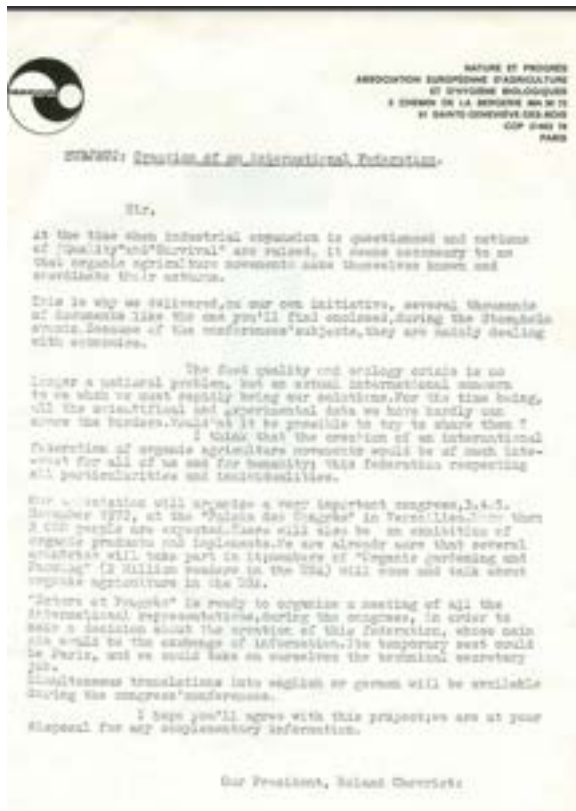 NATURE ET PROGRES
ASSOCIATION EUROPÉENNE D'AGRICULTURE
ET D'HYGIÈNE BIOLOGIQUES
3 CHEMIN DE LA BERGERIE
91 SAINTE-GENEVIÈVE-DES-BOIS
CCP
PARIS
SUBJECT: Creation of an International Federation.
Sir,
At the time when industrial expansion is questionned and notions
of "Quality" and "Survival" are raised, it seems necessary to us
that organic agriculture movements make themselves known and
coordinate their actions.
This is why we delivered, on our own initiative, several thousands
of documents like the one you'll find enclosed, during the Stockholm
events. Because of the conferences' subjects, they are mainly dealing
with economics.
The food quality and ecology crisis is no
longer a national problem, but an actual international concern
to we must rapidly bring our solutions. For the time being,
all the scientifical and experimental data we have hardly can
cross the borders. Would'nt it be possible to try to share them ?
I think that the creation of an international
federation of organic agriculture movements would be of much inte-
rest for all of us and for humanity; this federation respecting
all particularities and individualities.
Our association will organise a very important congress, 3.4.5.
November 1972, at the "Palais des Congrès" in Versailles. More than
people are expected. There will also be an exhibition of
organic products and implements. We are already sure that several
will take part in it; members of "Organic gardening and
Farming" (2 Million readers in the USA) will come and talk about
organic agriculture in the USA.
"Nature et Progrès" is ready to organize a meeting of all the
international representatives, during the congress, in order to
make a decision about the creation of this federation, whose main
aim would be the exchange of information. Its temporary seat could
be Paris, and we could take on ourselves the technical secretary
job.
Simultaneous translations into english or german will be available
during the congress' conferences.
I hope you'll agree with this project; we are at your
disposal for any complementary information.
Our President, Roland Chevriot: